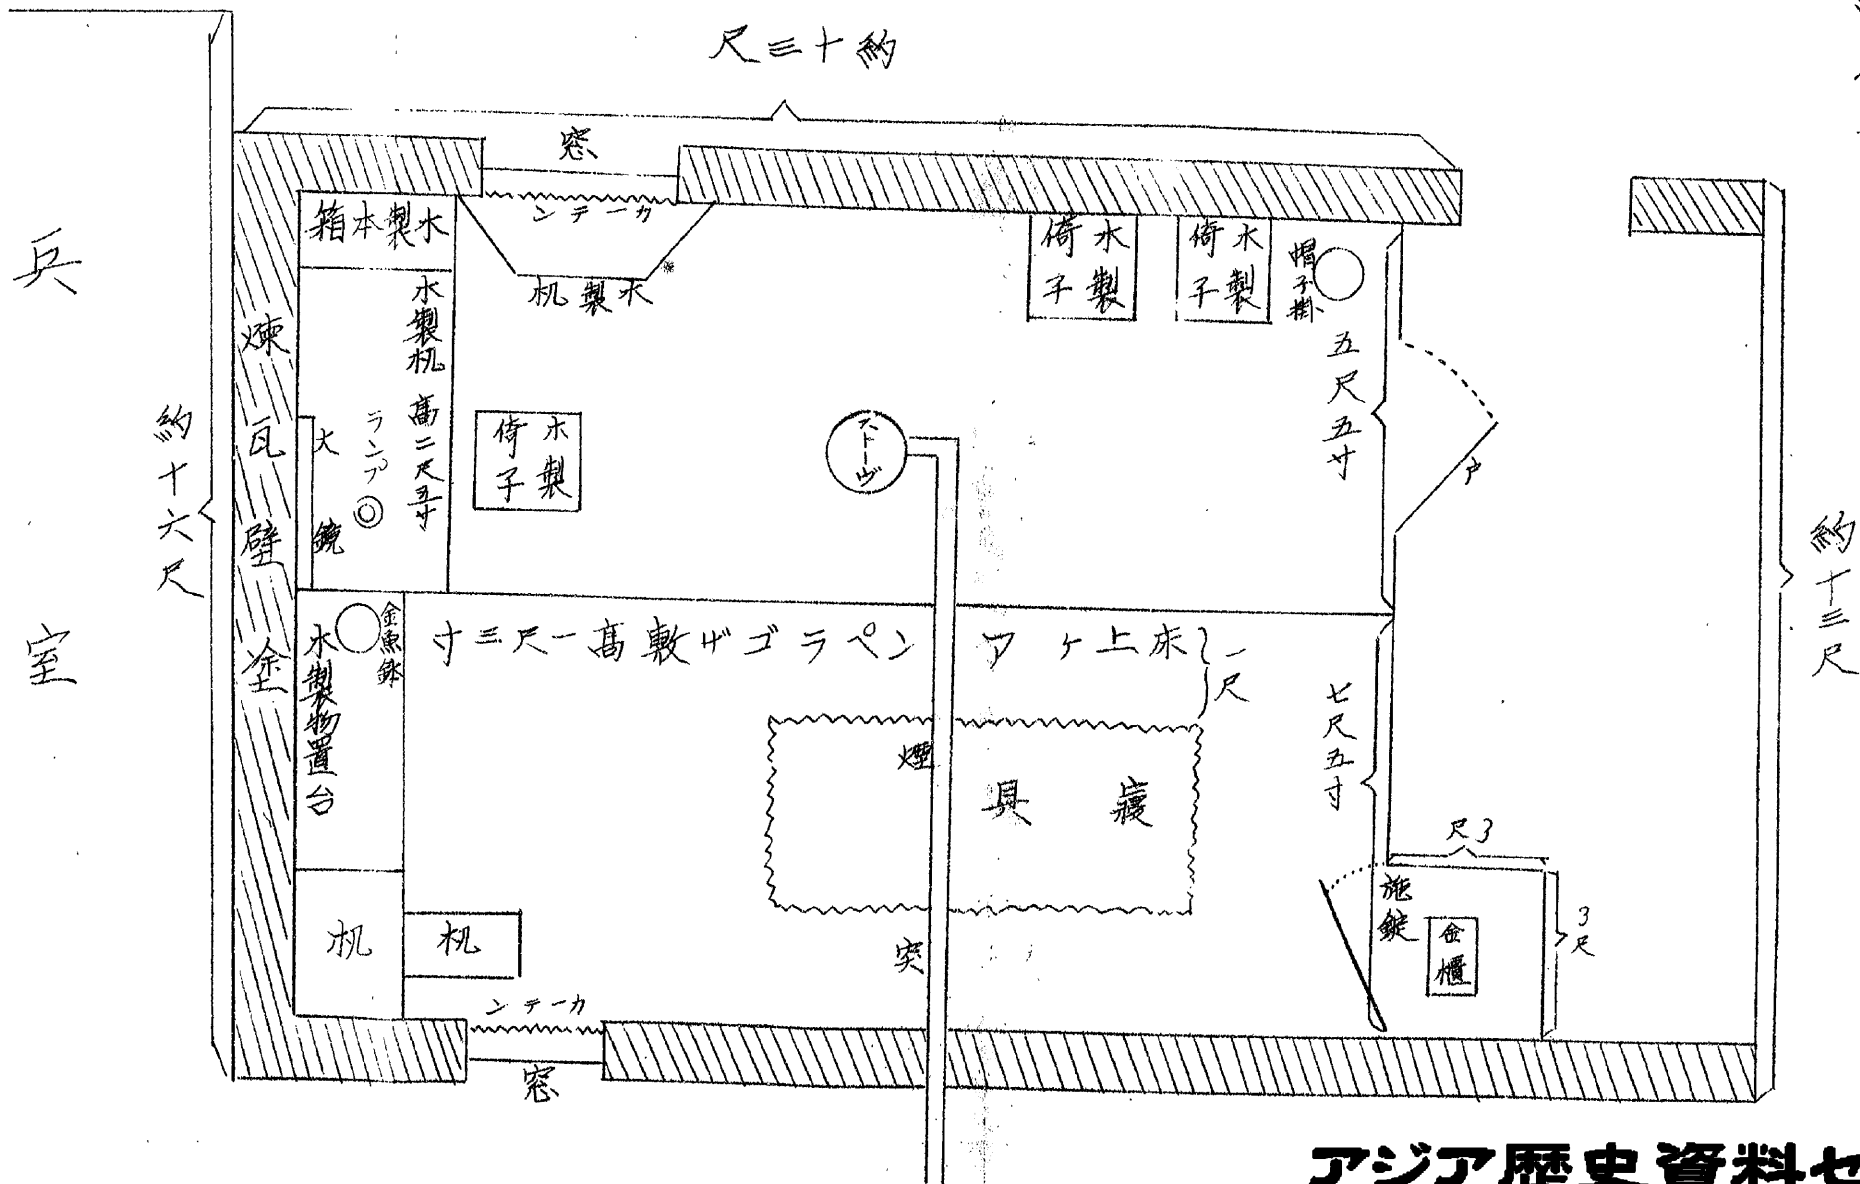 約十三尺
窓
カーテン
木製本箱
木製机
木製倚子
木製倚子
帽子掛
兵室
煉瓦壁塗
約十六尺
木製机 高二尺五寸
ランプ
大鏡
木製倚子
ストーヴ
五尺五寸
戸
約十三尺
金魚鉢
木製物置台
床上ケアンペラゴザ敷高一尺三寸
一尺
七尺五寸
寝具
煙突
3尺
3尺
施錠
金櫃
机
机
カーテン
窓
アジア歴史資料セ